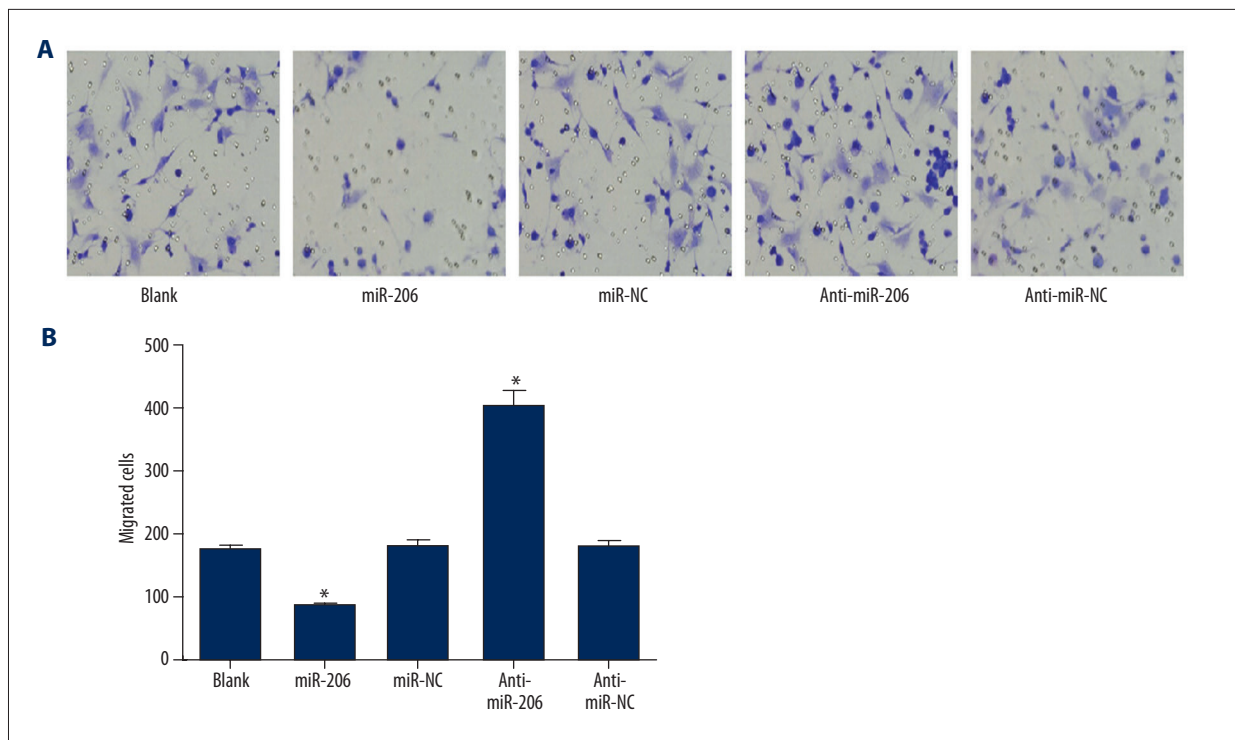 A
Blank
miR-206
miR-NC
Anti-miR-206
Anti-miR-NC
B
Migrated cells
500
400
300
200
100
0
*
*
Blank
miR-206
miR-NC
Anti-
miR-206
Anti-
miR-NC